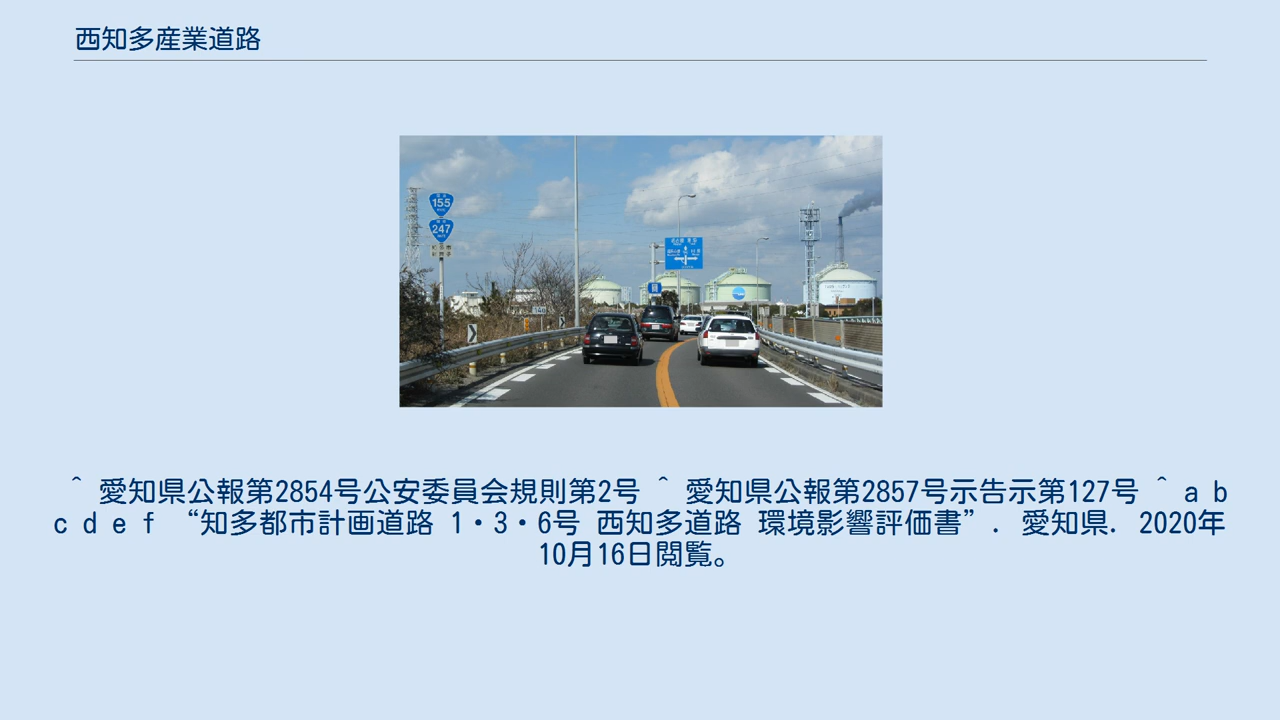 西知多産業道路
155
247
^ 愛知県公報第2854号公安委員会規則第2号 ^ 愛知県公報第2857号示告示第127号 ^ a b
c d e f “知多都市計画道路 1・3・6号 西知多道路 環境影響評価書”. 愛知県. 2020年
10月16日閲覧。